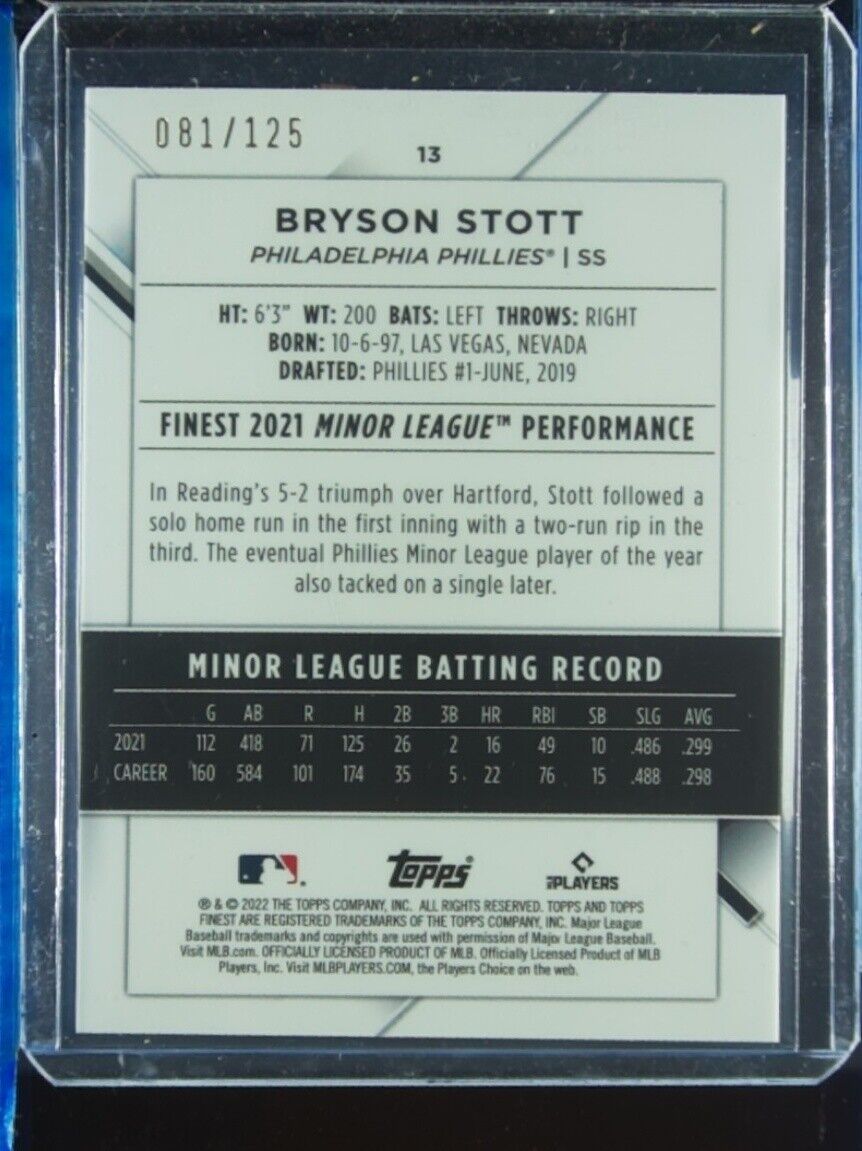 081/125
13
BRYSON STOTT
PHILADELPHIA PHILLIES® | SS
HT: 6'3" WT: 200 BATS: LEFT THROWS: RIGHT
BORN: 10-6-97, LAS VEGAS, NEVADA
DRAFTED: PHILLIES #1-JUNE, 2019
FINEST 2021 MINOR LEAGUE™ PERFORMANCE
In Reading's 5-2 triumph over Hartford, Stott followed a
solo home run in the first inning with a two-run rip in the
third. The eventual Phillies Minor League player of the year
also tacked on a single later.
MINOR LEAGUE BATTING RECORD
G AB R H 2B 3B HR RBI SB SLG AVG
2021 112 418 71 125 26 2 16 49 10 .486 .299
CAREER 160 584 101 174 35 5 22 76 15 .488 .298
topps® PLAYERS
® & © 2022 THE TOPPS COMPANY, INC. ALL RIGHTS RESERVED. TOPPS AND TOPPS
FINEST ARE REGISTERED TRADEMARKS OF THE TOPPS COMPANY, INC. Major League
Baseball trademarks and copyrights are used with permission of Major League Baseball.
Visit MLB.com. OFFICIALLY LICENSED PRODUCT OF MLB. Officially Licensed Product of MLB
Players, Inc. Visit MLBPLAYERS.COM, the Players Choice on the web.